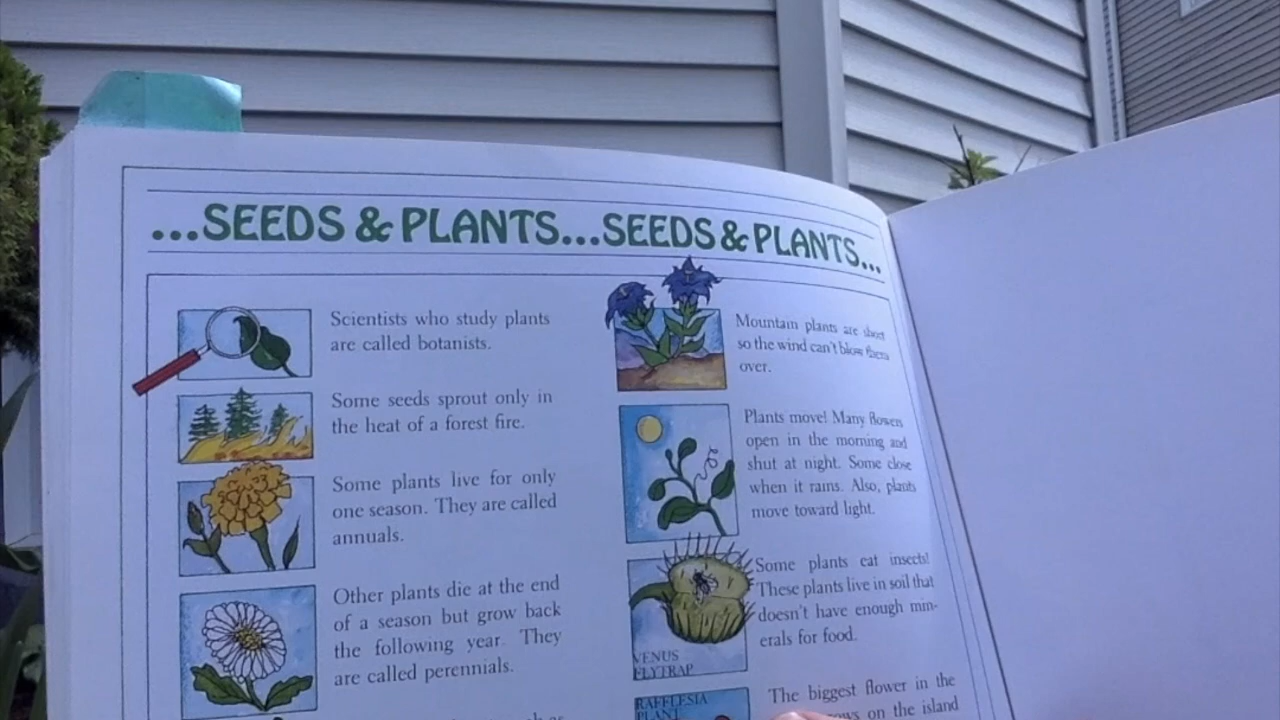 ...SEEDS & PLANTS...SEEDS & PLANTS...
Scientists who study plants
are called botanists.
Some seeds sprout only in
the heat of a forest fire.
Some plants live for only
one season. They are called
annuals.
Other plants die at the end
of a season but grow back
the following year. They
are called perennials.
Mountain plants are short
so the wind can't blow them
over.
Plants move! Many flowers
open in the morning and
shut at night. Some close
when it rains. Also, plants
move toward light.
VENUS
FLYTRAP
Some plants eat insects!
These plants live in soil that
doesn't have enough min-
erals for food.
RAFFLESIA
PLANT
The biggest flower in the
on the island